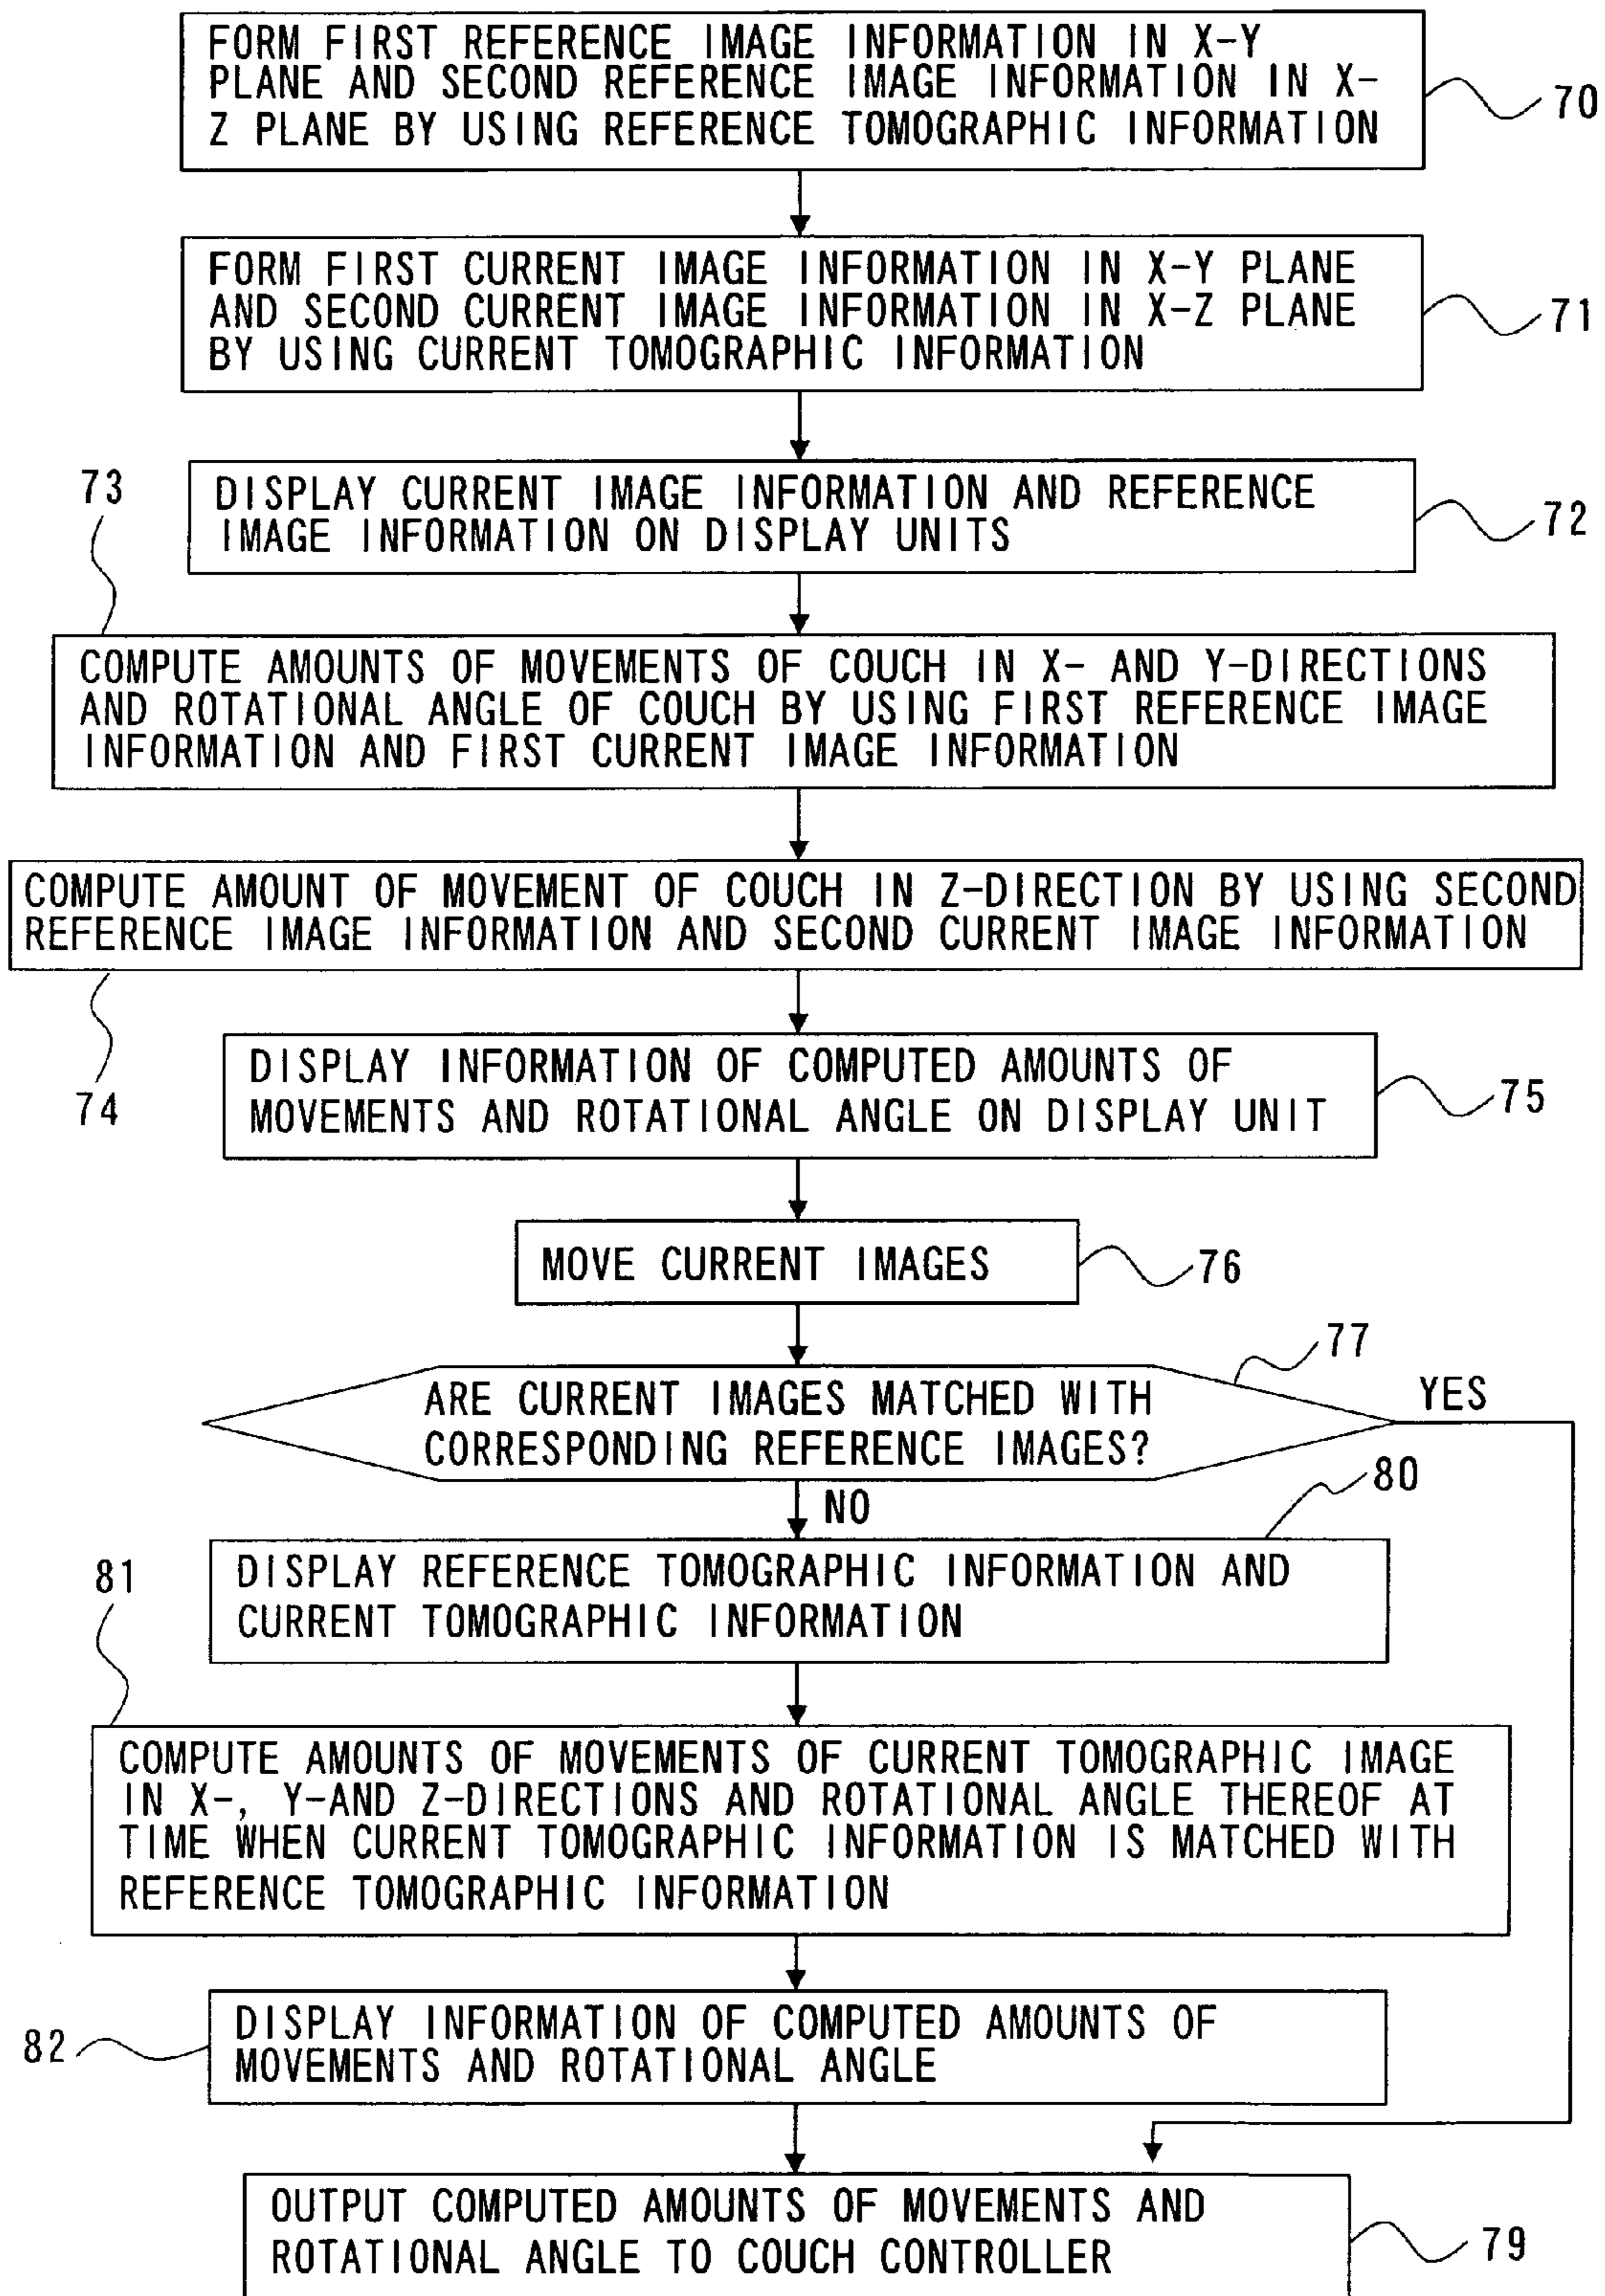 FORM FIRST REFERENCE IMAGE INFORMATION IN X-Y
PLANE AND SECOND REFERENCE IMAGE INFORMATION IN X-
Z PLANE BY USING REFERENCE TOMOGRAPHIC INFORMATION
70
FORM FIRST CURRENT IMAGE INFORMATION IN X-Y PLANE
AND SECOND CURRENT IMAGE INFORMATION IN X-Z PLANE
BY USING CURRENT TOMOGRAPHIC INFORMATION
71
DISPLAY CURRENT IMAGE INFORMATION AND REFERENCE
IMAGE INFORMATION ON DISPLAY UNITS
72
73
COMPUTE AMOUNTS OF MOVEMENTS OF COUCH IN X- AND Y-DIRECTIONS
AND ROTATIONAL ANGLE OF COUCH BY USING FIRST REFERENCE IMAGE
INFORMATION AND FIRST CURRENT IMAGE INFORMATION
COMPUTE AMOUNT OF MOVEMENT OF COUCH IN Z-DIRECTION BY USING SECOND
REFERENCE IMAGE INFORMATION AND SECOND CURRENT IMAGE INFORMATION
74
DISPLAY INFORMATION OF COMPUTED AMOUNTS OF
MOVEMENTS AND ROTATIONAL ANGLE ON DISPLAY UNIT
75
MOVE CURRENT IMAGES
76
77
ARE CURRENT IMAGES MATCHED WITH
CORRESPONDING REFERENCE IMAGES?
YES
NO
80
DISPLAY REFERENCE TOMOGRAPHIC INFORMATION AND
CURRENT TOMOGRAPHIC INFORMATION
81
COMPUTE AMOUNTS OF MOVEMENTS OF CURRENT TOMOGRAPHIC IMAGE
IN X-, Y-AND Z-DIRECTIONS AND ROTATIONAL ANGLE THEREOF AT
TIME WHEN CURRENT TOMOGRAPHIC INFORMATION IS MATCHED WITH
REFERENCE TOMOGRAPHIC INFORMATION
82
DISPLAY INFORMATION OF COMPUTED AMOUNTS OF
MOVEMENTS AND ROTATIONAL ANGLE
OUTPUT COMPUTED AMOUNTS OF MOVEMENTS AND
ROTATIONAL ANGLE TO COUCH CONTROLLER
79